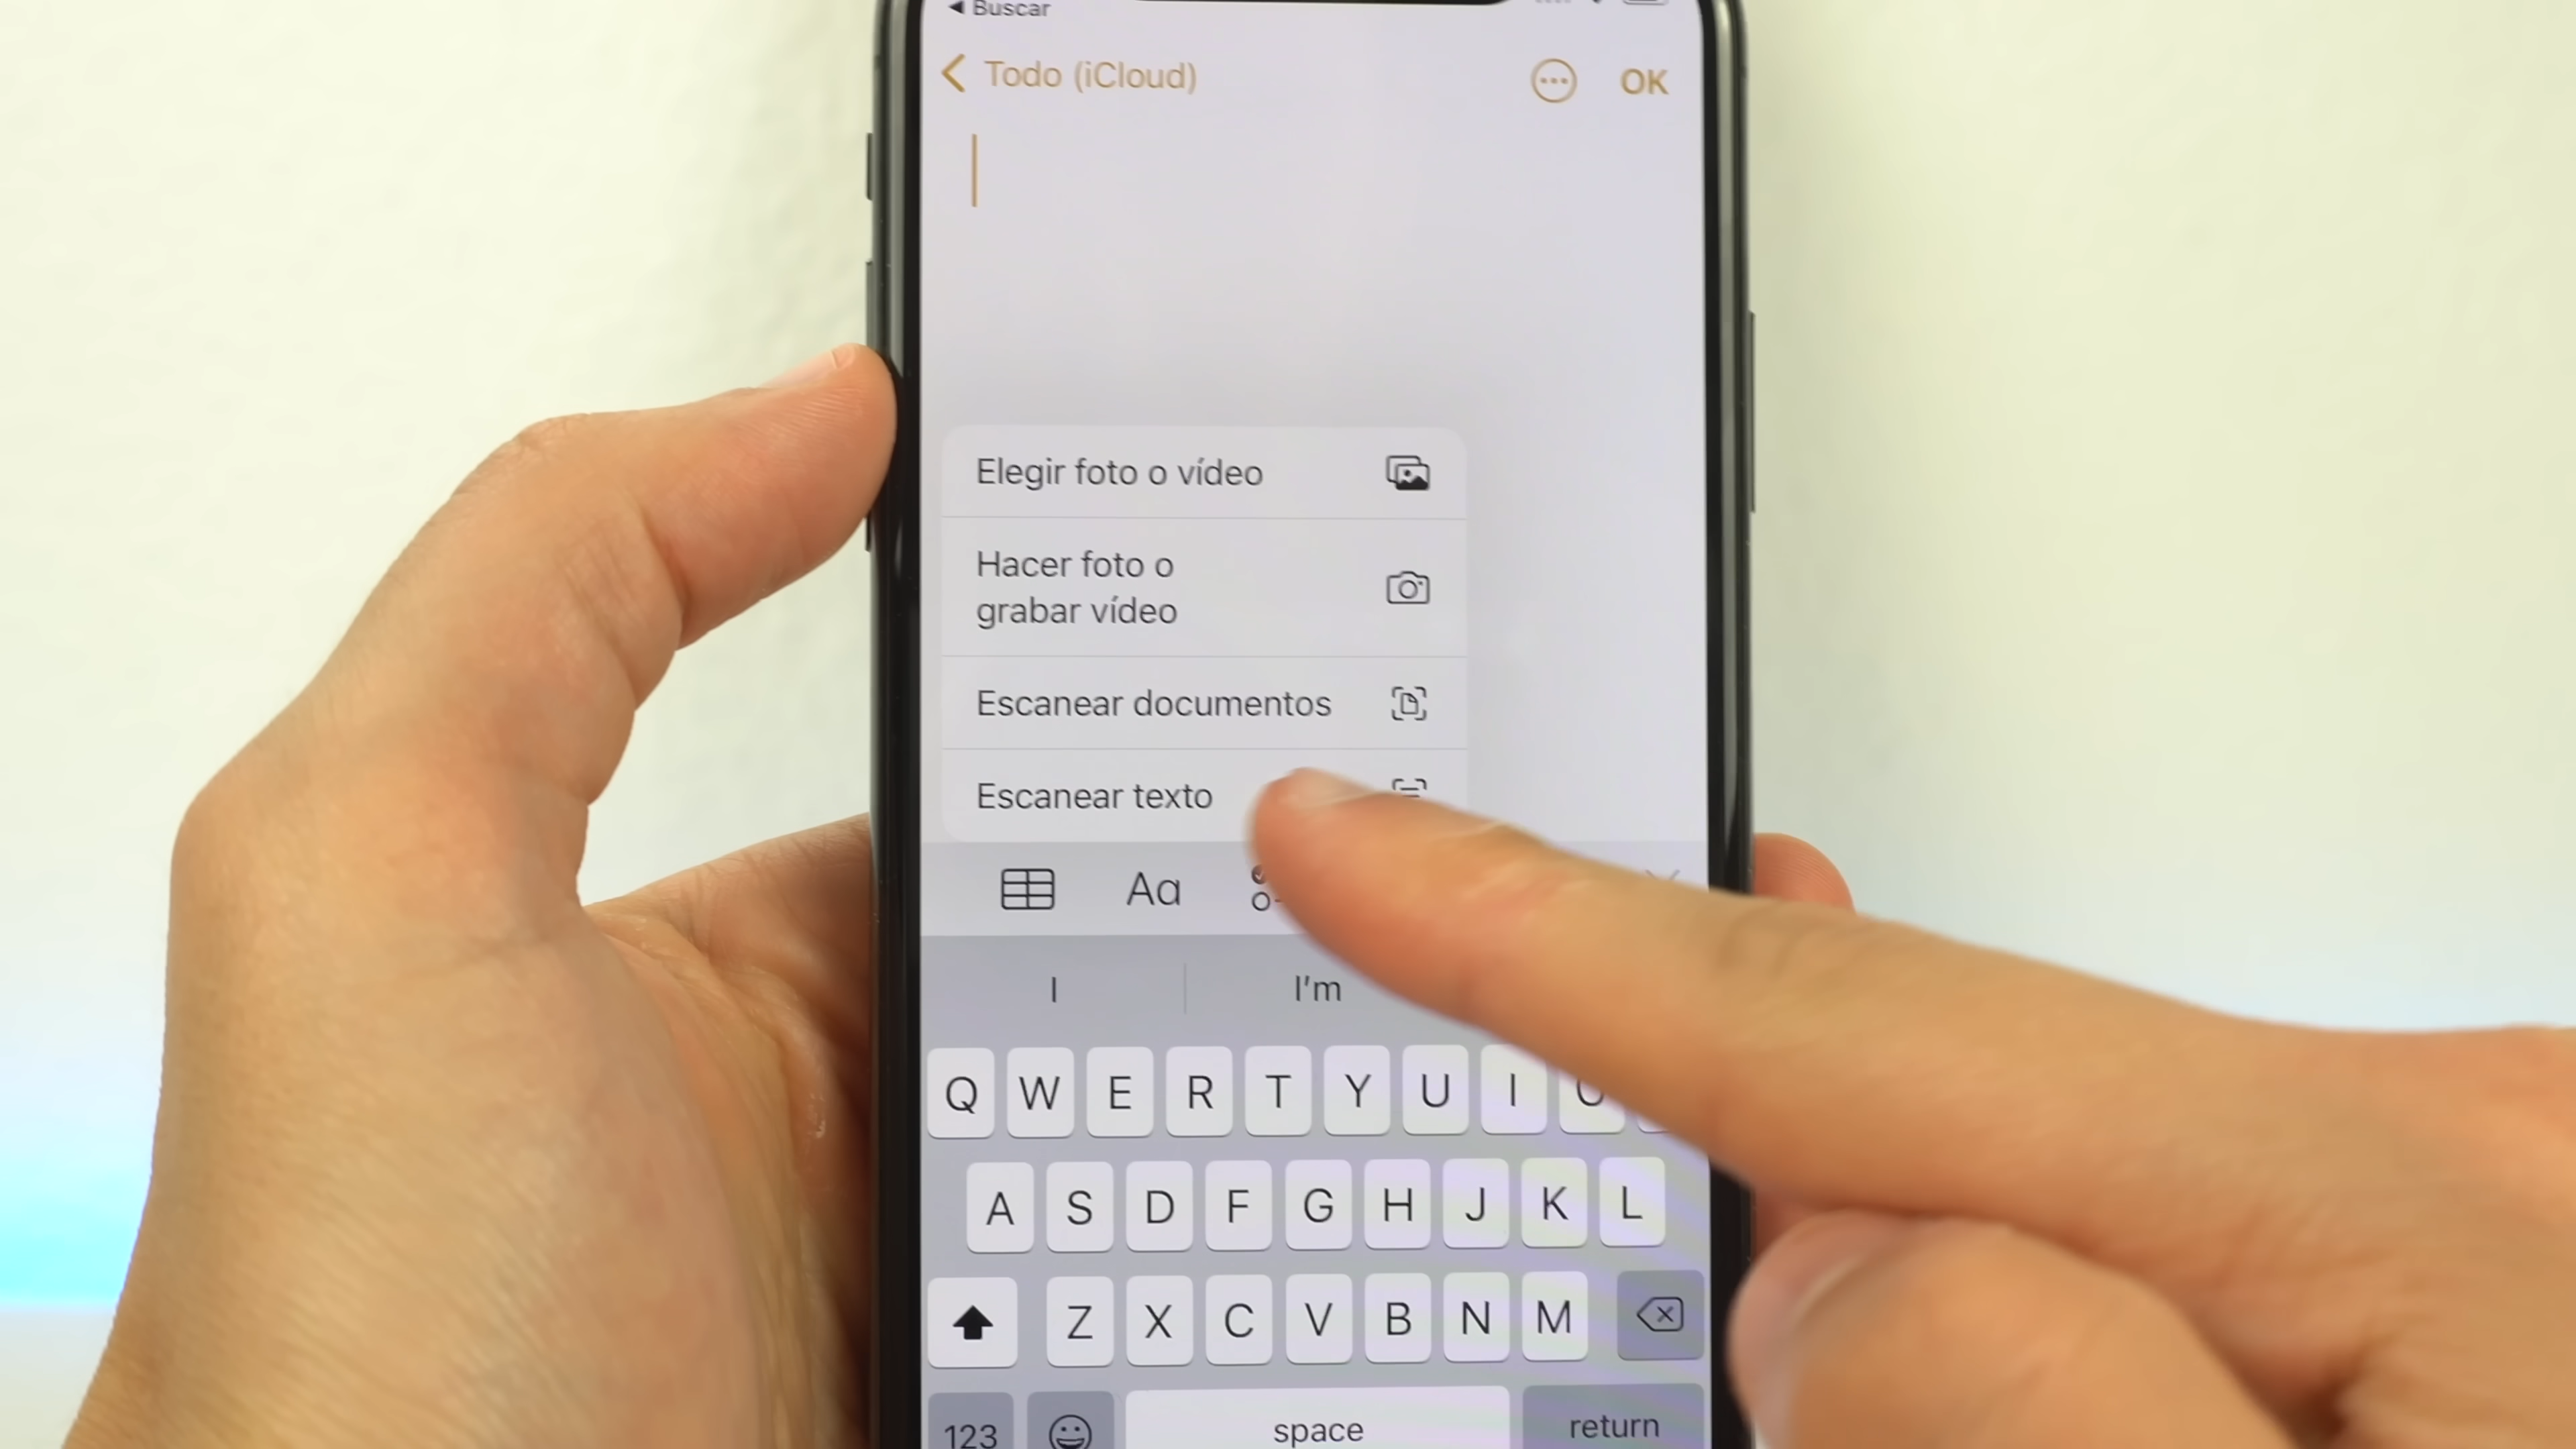 ◀ Buscar
Todo (iCloud)
OK
Elegir foto o vídeo
Hacer foto o
grabar vídeo
Escanear documentos
Escanear texto
Aa
I I'm
Q W E R T Y U I
A S D F G H J K L
Z X C V B N M
123 space return